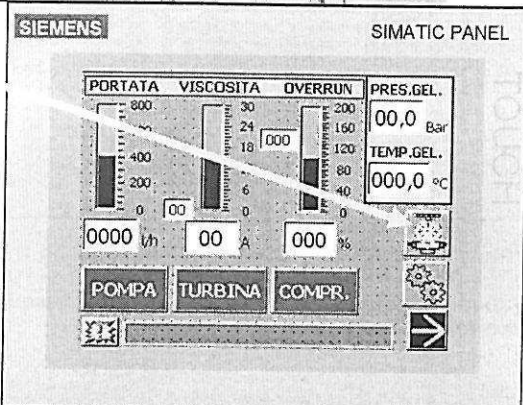 SIEMENS
SIMATIC PANEL
PORTATA VISCOSITA OVERRUN PRES.GEL.
800 30 200 00,0 Bar
24 160
000
18 120 TEMP.GEL.
400
80 000,0 °C
200 6 40
0 00 0 0
0000 l/h 00 A 000 %
POMPA TURBINA COMPR.